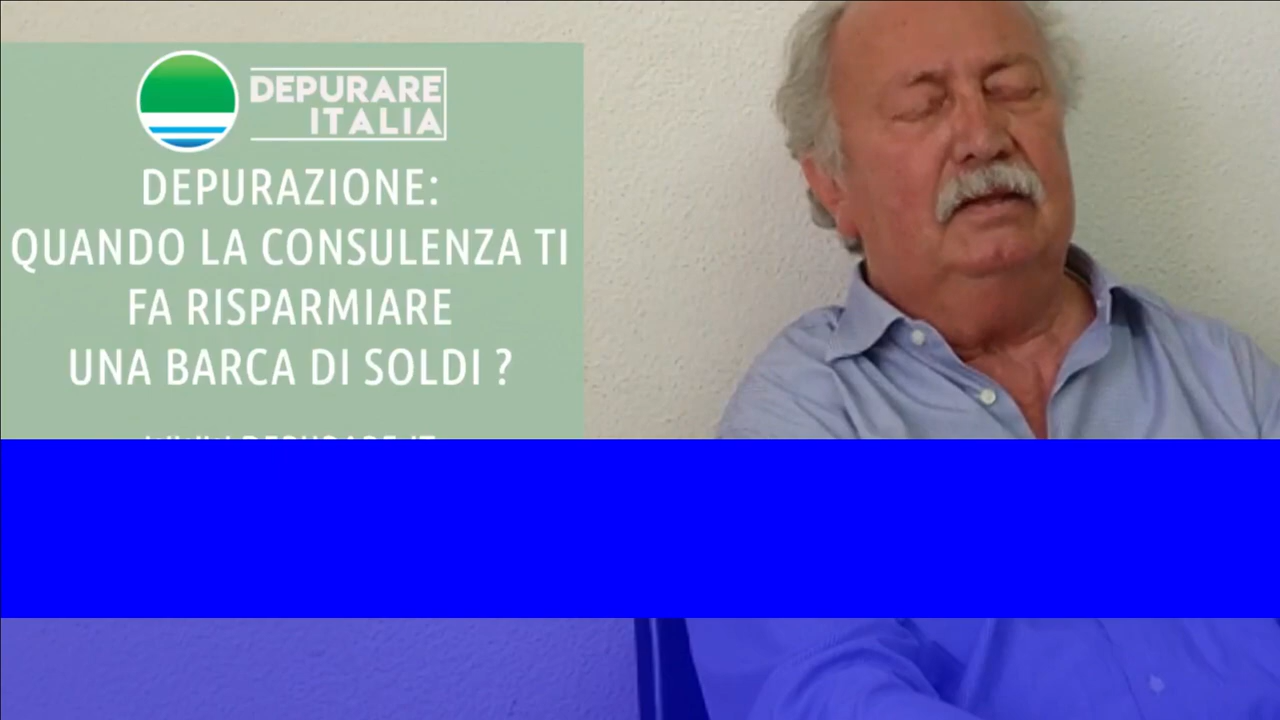 DEPURARE
ITALIA
DEPURAZIONE:
QUANDO LA CONSULENZA TI
FA RISPARMIARE
UNA BARCA DI SOLDI ?